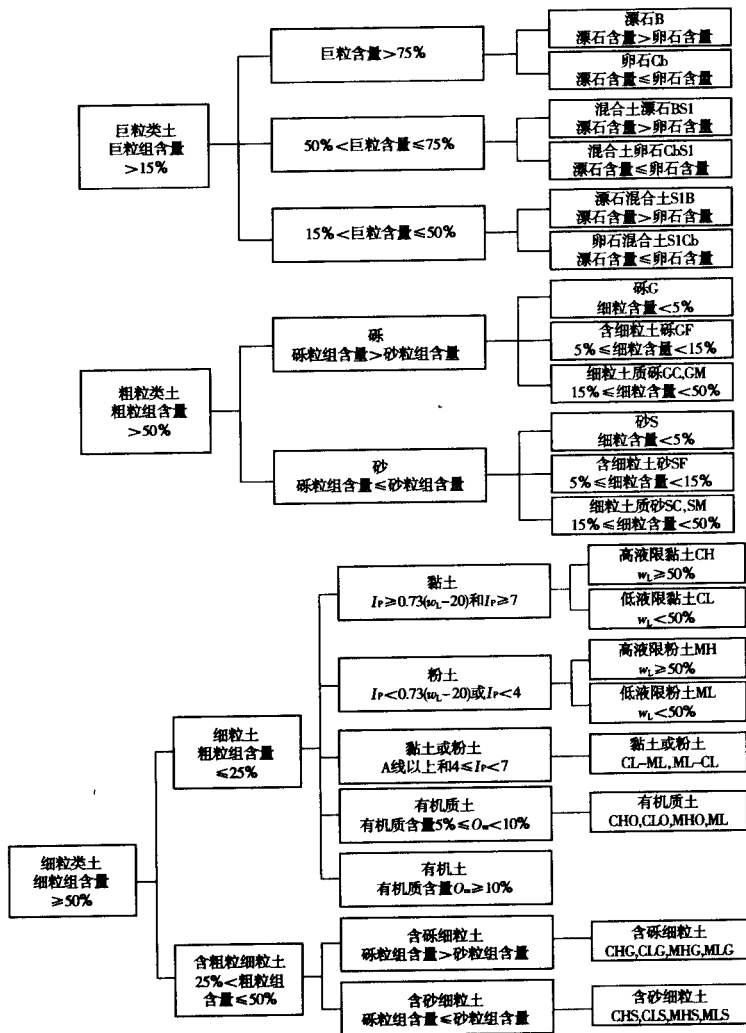 巨粒类土
巨粒组含量
>15%
巨粒含量>75%
漂石B
漂石含量>卵石含量
卵石Cb
漂石含量≤卵石含量
50%<巨粒含量≤75%
混合土漂石BS1
漂石含量>卵石含量
混合土卵石CbS1
漂石含量≤卵石含量
15%<巨粒含量≤50%
漂石混合土S1B
漂石含量>卵石含量
卵石混合土S1Cb
漂石含量≤卵石含量
粗粒类土
粗粒组含量
>50%
砾
砾粒组含量>砂粒组含量
砾G
细粒含量<5%
含细粒土砾GF
5%≤细粒含量<15%
细粒土质砾GC,GM
15%≤细粒含量<50%
砂
砾粒组含量≤砂粒组含量
砂S
细粒含量<5%
含细粒土砂SF
5%≤细粒含量<15%
细粒土质砂SC,SM
15%≤细粒含量<50%
细粒类土
细粒组含量
≥50%
细粒土
粗粒组含量
≤25%
黏土
IP≥0.73(wL-20)和IP≥7
高液限黏土CH
wL≥50%
低液限黏土CL
wL<50%
粉土
IP<0.73(wL-20)或IP<4
高液限粉土MH
wL≥50%
低液限粉土ML
wL<50%
黏土或粉土
A线以上和4≤IP<7
黏土或粉土
CL-ML,ML-CL
有机质土
有机质含量5%≤Om<10%
有机质土
CHO,CLO,MHO,ML
有机土
有机质含量Om≥10%
含粗粒细粒土
25%<粗粒组
含量≤50%
含砾细粒土
砾粒组含量>砂粒组含量
含砾细粒土
CHG,CLG,MHG,MLG
含砂细粒土
砾粒组含量≤砂粒组含量
含砂细粒土
CHS,CLS,MHS,MLS